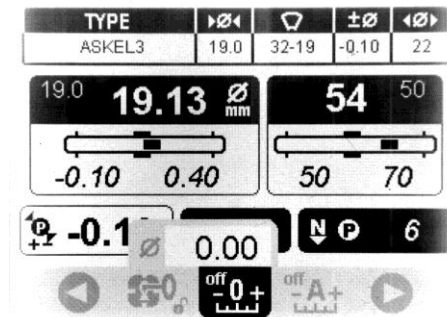 TYPE ▸Ø◂ ±Ø ◂Ø▸
ASKEL3 19.0 32-19 -0.10 22
19.0 19.13 Ø mm 54 50
-0.10 0.40 50 70
+ -0.1 N P 6
Ø 0.00
0 off -0+ off -A+